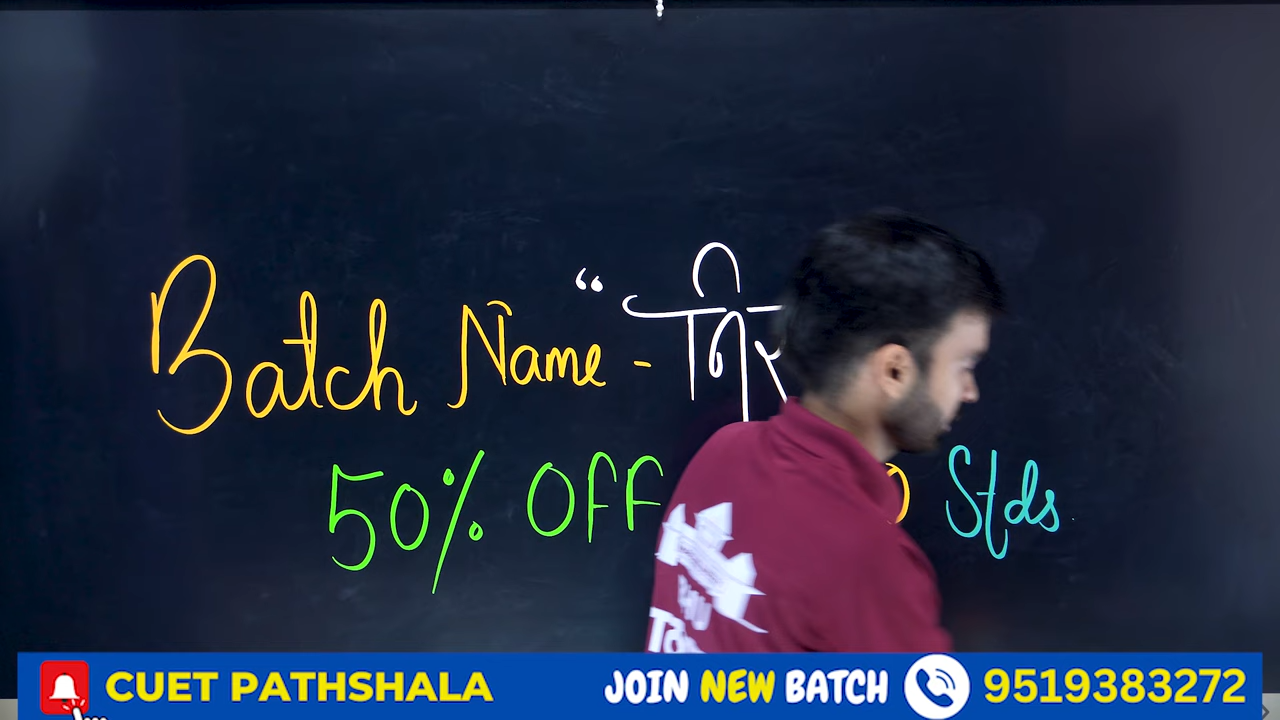 Batch Name - “
50% OFF
Stds
CUET PATHSHALA JOIN NEW BATCH 9519383272